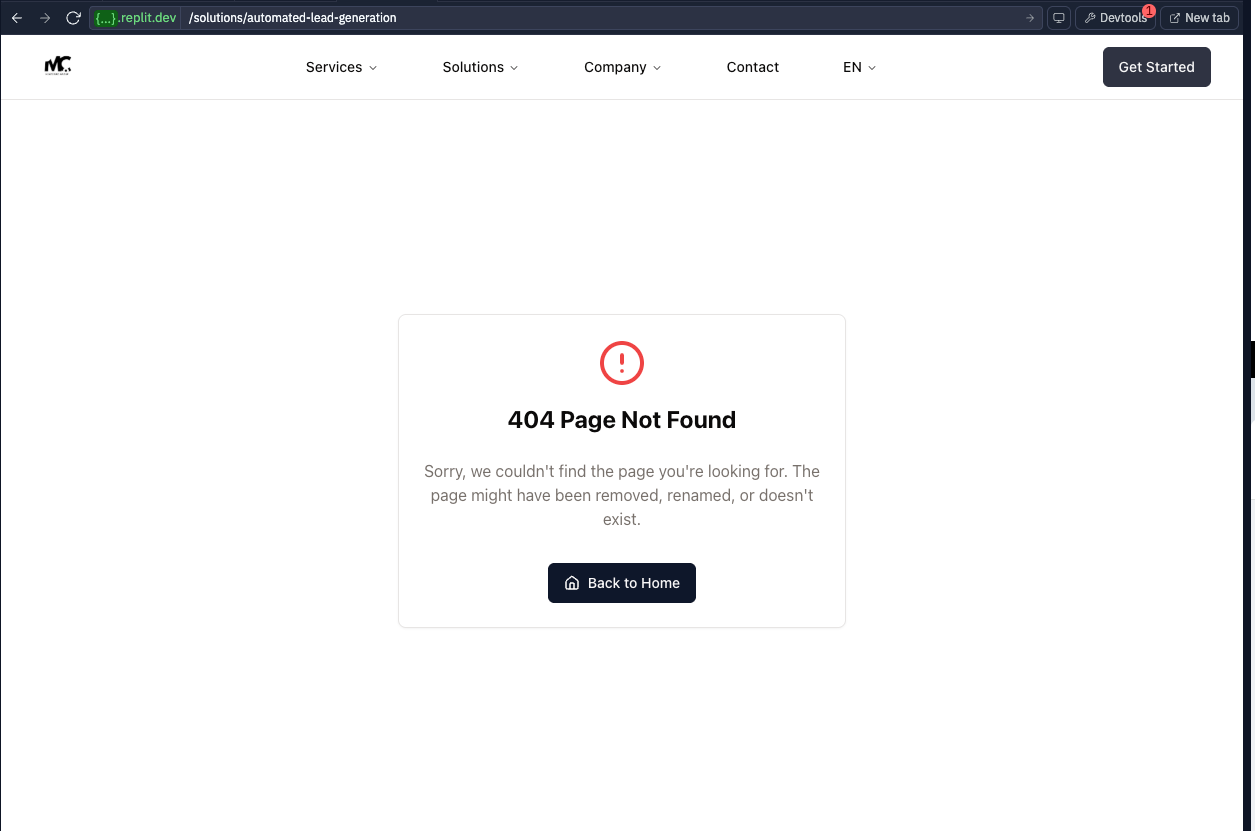 {...}.replit.dev /solutions/automated-lead-generation Devtools 1 New tab
MC
Services Solutions Company Contact EN Get Started
404 Page Not Found
Sorry, we couldn't find the page you're looking for. The
page might have been removed, renamed, or doesn't
exist.
Back to Home